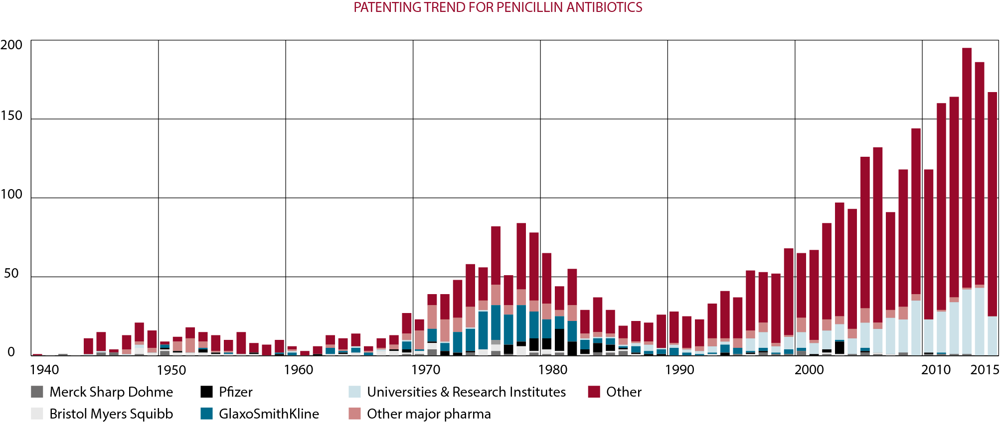 PATENTING TREND FOR PENICILLIN ANTIBIOTICS
200
150
100
50
0
1940 1950 1960 1970 1980 1990 2000 2010 2015
Merck Sharp Dohme Pfizer Universities & Research Institutes Other
Bristol Myers Squibb GlaxoSmithKline Other major pharma